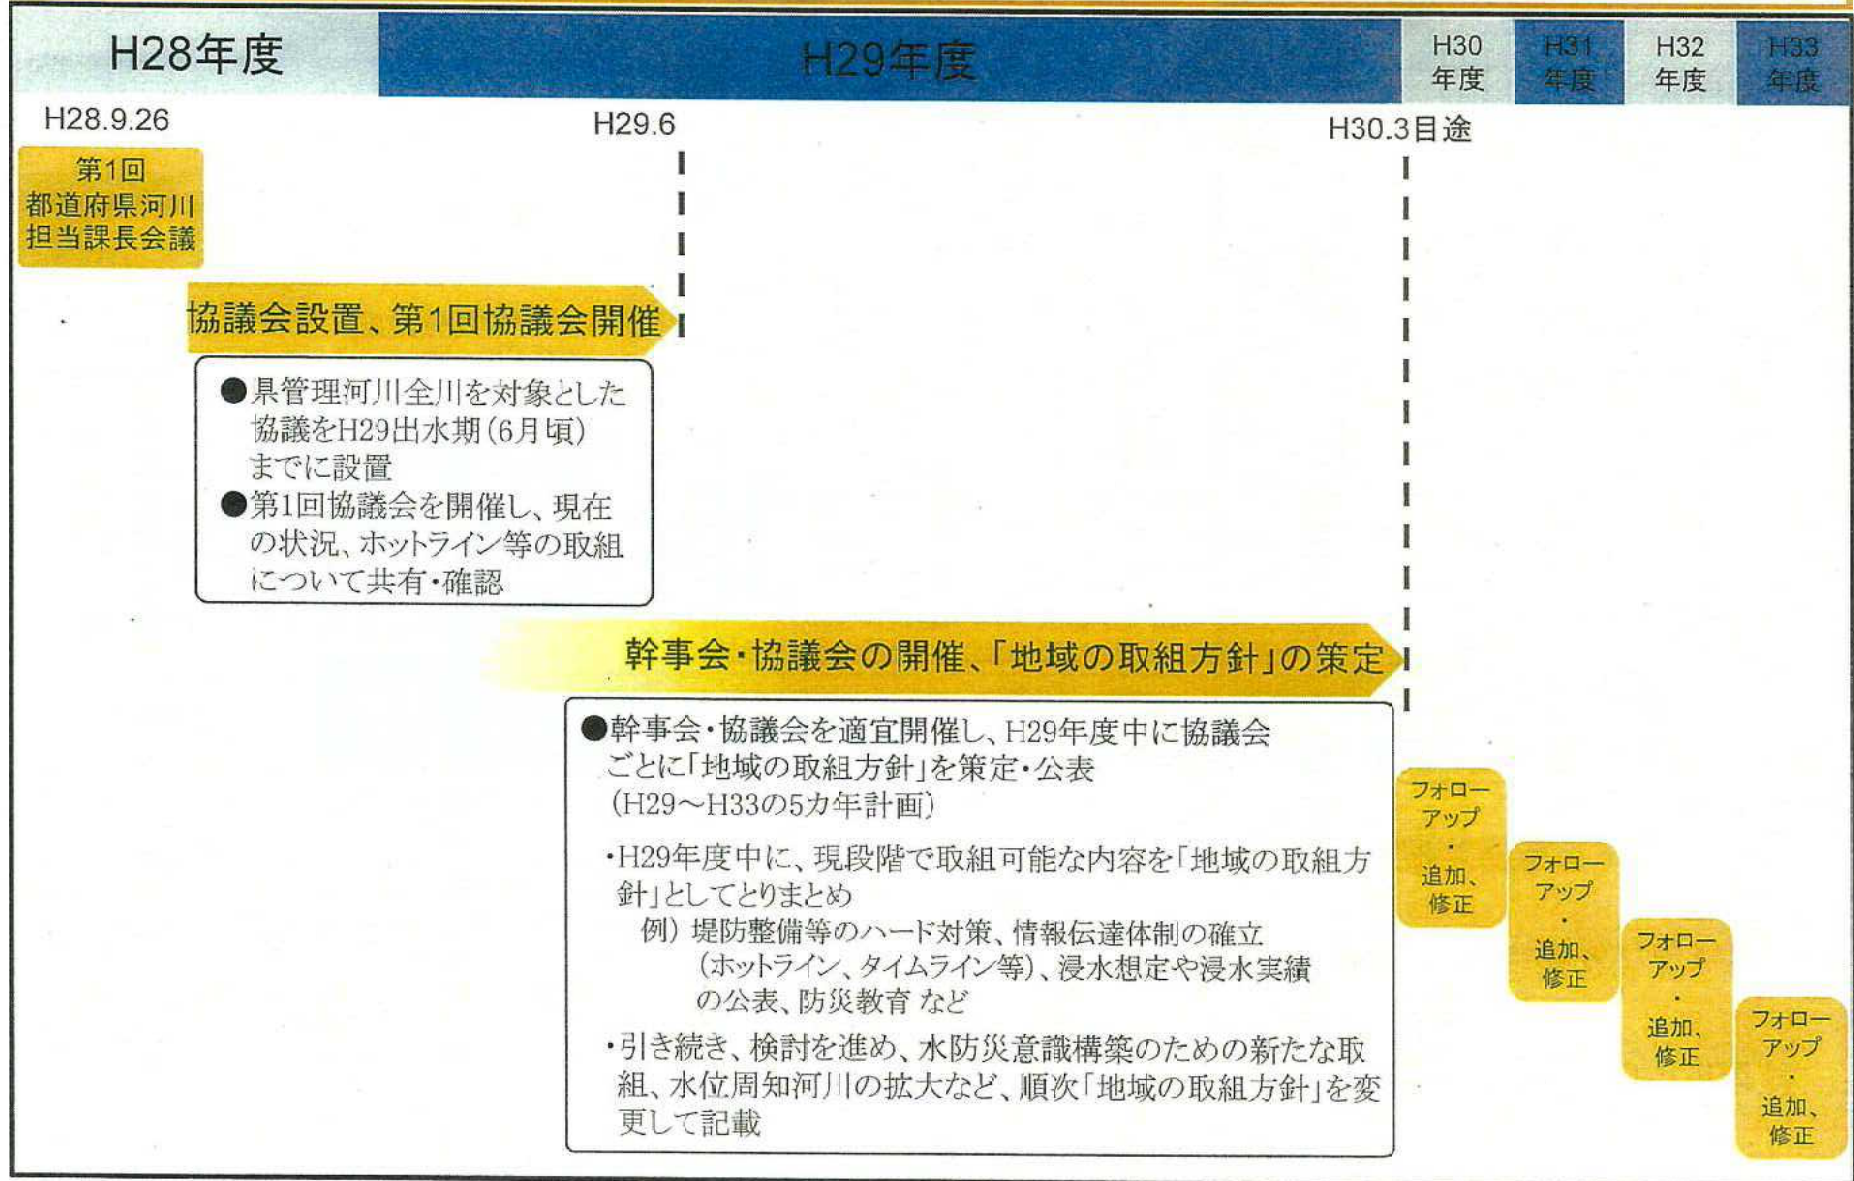 H28年度
H29年度
H30
年度
H31
年度
H32
年度
H33
年度
H28.9.26
H29.6
H30.3目途
第1回
都道府県河川
担当課長会議
協議会設置、第1回協議会開催
●県管理河川全川を対象とした
協議をH29出水期(6月頃)
までに設置
●第1回協議会を開催し、現在
の状況、ホットライン等の取組
について共有・確認
幹事会・協議会の開催、「地域の取組方針」の策定
●幹事会・協議会を適宜開催し、H29年度中に協議会
ごとに「地域の取組方針」を策定・公表
(H29～H33の5カ年計画)
・H29年度中に、現段階で取組可能な内容を「地域の取組方
針」としてとりまとめ
例) 堤防整備等のハード対策、情報伝達体制の確立
(ホットライン、タイムライン等)、浸水想定や浸水実績
の公表、防災教育 など
・引き続き、検討を進め、水防災意識構築のための新たな取
組、水位周知河川の拡大など、順次「地域の取組方針」を変
更して記載
フォロー
アップ
・
追加、
修正
フォロー
アップ
・
追加、
修正
フォロー
アップ
・
追加、
修正
フォロー
アップ
・
追加、
修正